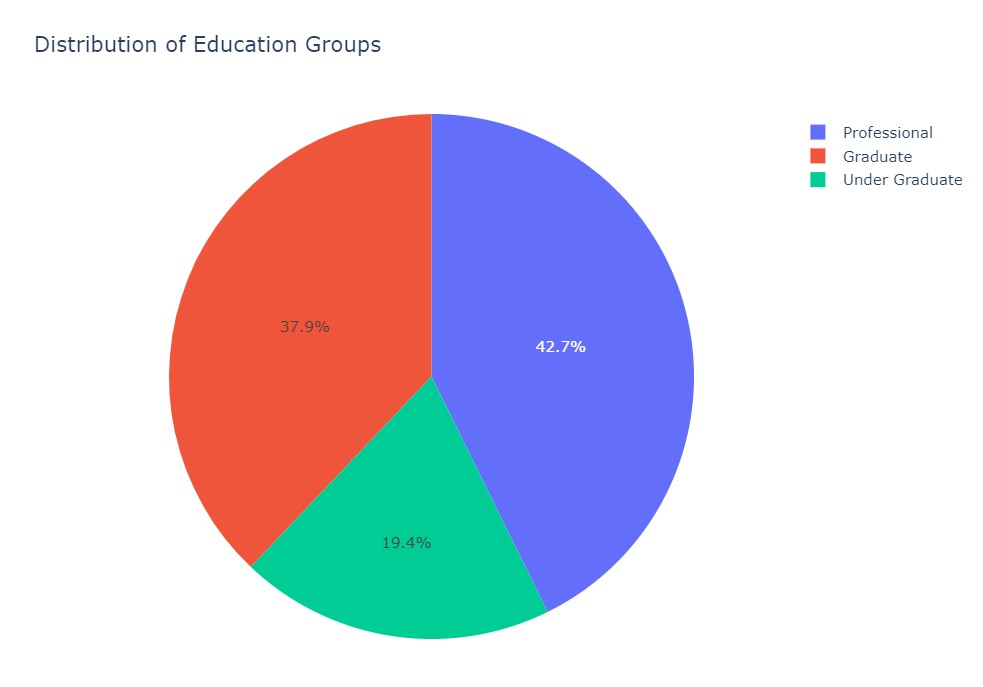 Distribution of Education Groups
Professional
Graduate
Under Graduate
37.9%
42.7%
19.4%